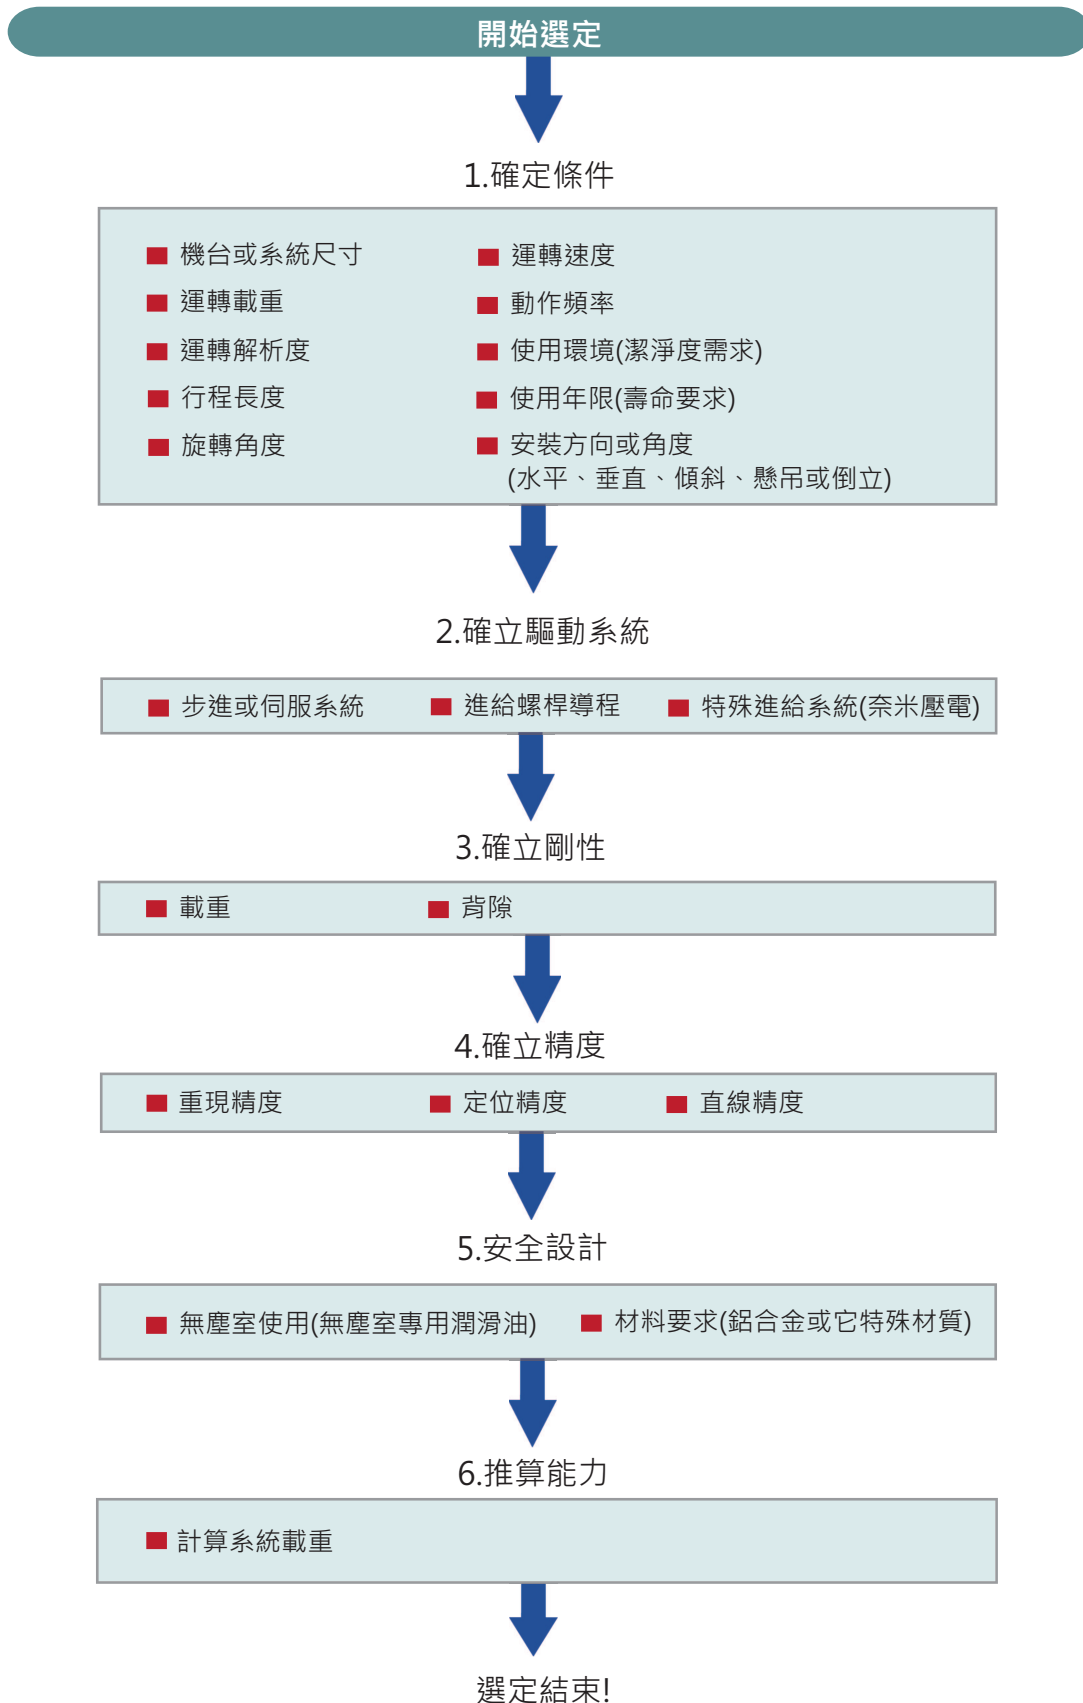 開始選定
1.確定條件
機台或系統尺寸
運轉載重
運轉解析度
行程長度
旋轉角度
運轉速度
動作頻率
使用環境(潔淨度需求)
使用年限(壽命要求)
安裝方向或角度
(水平、垂直、傾斜、懸吊或倒立)
2.確立驅動系統
步進或伺服系統 進給螺桿導程 特殊進給系統(奈米壓電)
3.確立剛性
載重 背隙
4.確立精度
重現精度 定位精度 直線精度
5.安全設計
無塵室使用(無塵室專用潤滑油) 材料要求(鋁合金或它特殊材質)
6.推算能力
計算系統載重
選定結束!